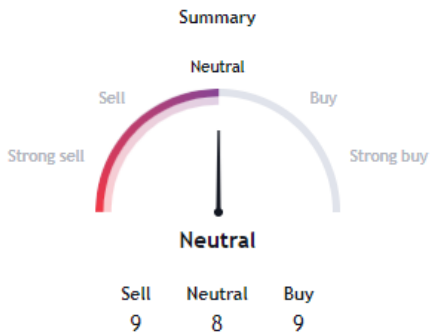 Summary
Neutral
Sell Buy
Strong sell Strong buy
Neutral
Sell Neutral Buy
9 8 9